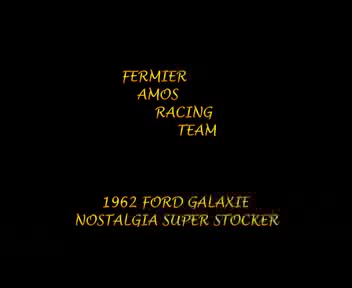 FERMIER
AMOS
RACING
TEAM
1962 FORD GALAXIE
NOSTALGIA SUPER STOCKER